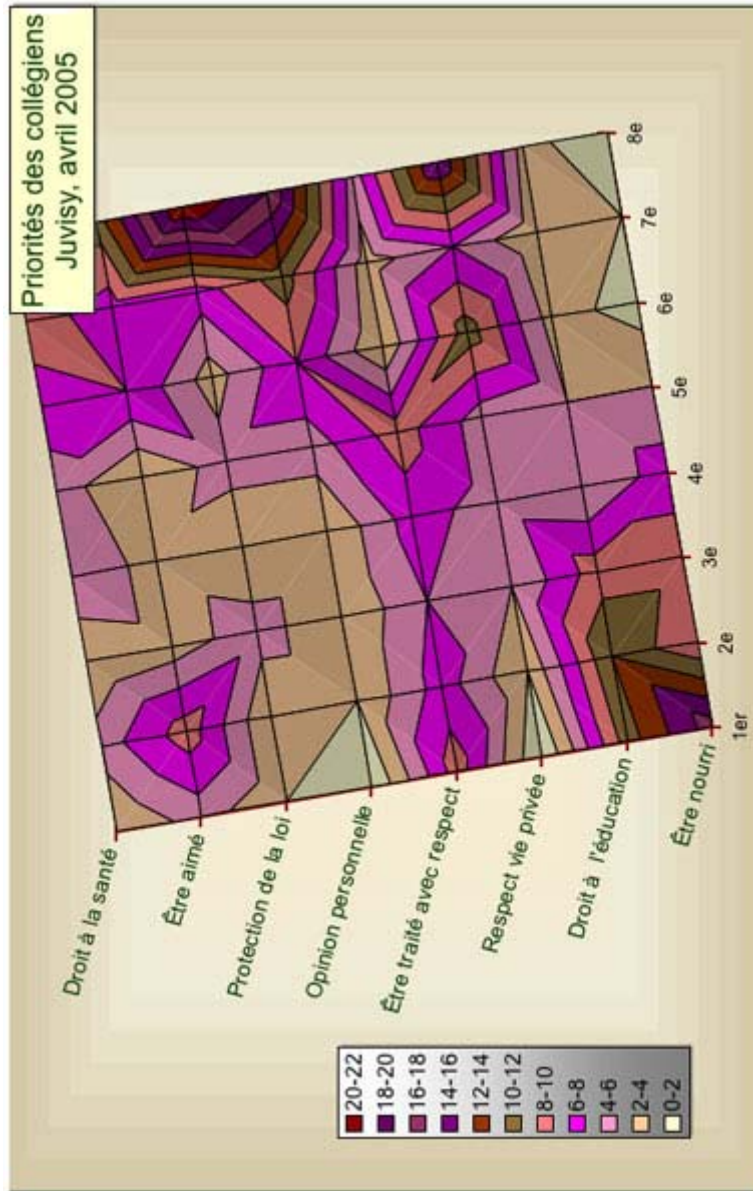 Priorités des collégiens
Juvisy, avril 2005
Droit à la santé
Être aimé
Protection de la loi
Opinion personnelle
Être traité avec respect
Respect vie privée
Droit à l'éducation
Être nourri
1er
2e
3e
4e
5e
6e
7e
8e
20-22
18-20
16-18
14-16
12-14
10-12
8-10
6-8
4-6
2-4
0-2